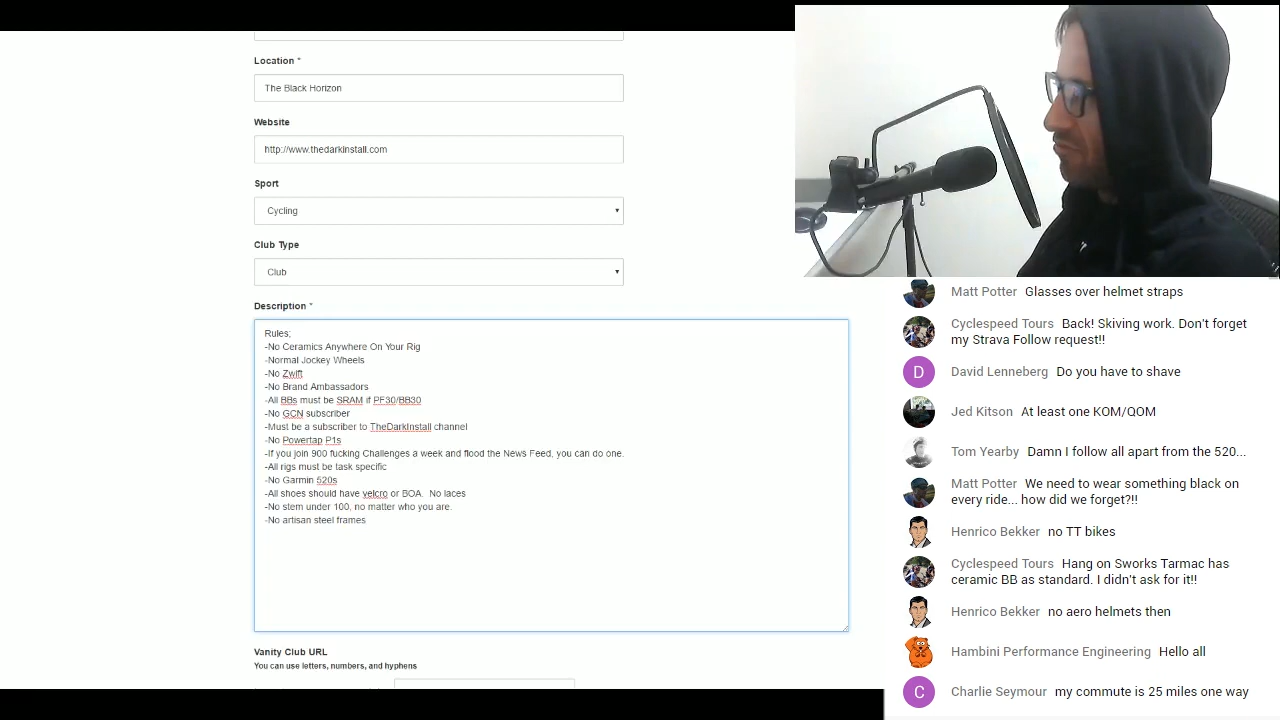 Location *
The Black Horizon
Website
http://www.thedarkinstall.com
Sport
Cycling
Club Type
Club
Description *
Rules;
-No Ceramics Anywhere On Your Rig
-Normal Jockey Wheels
-No Zwift
-No Brand Ambassadors
-All BBs must be SRAM if PF30/BB30
-No GCN subscriber
-Must be a subscriber to TheDarkInstall channel
-No Powertap P1s
-If you join 900 fucking Challenges a week and flood the News Feed, you can do one.
-All rigs must be task specific
-No Garmin 520s
-All shoes should have velcro or BOA.  No laces
-No stem under 100, no matter who you are.
-No artisan steel frames
Vanity Club URL
You can use letters, numbers, and hyphens
Matt Potter Glasses over helmet straps
Cyclespeed Tours Back! Skiving work. Don't forget
my Strava Follow request!!
D David Lenneberg Do you have to shave
Jed Kitson At least one KOM/QOM
Tom Yearby Damn I follow all apart from the 520...
Matt Potter We need to wear something black on
every ride... how did we forget?!!
Henrico Bekker no TT bikes
Cyclespeed Tours Hang on Sworks Tarmac has
ceramic BB as standard. I didn't ask for it!!
Henrico Bekker no aero helmets then
Hambini Performance Engineering Hello all
C Charlie Seymour my commute is 25 miles one way